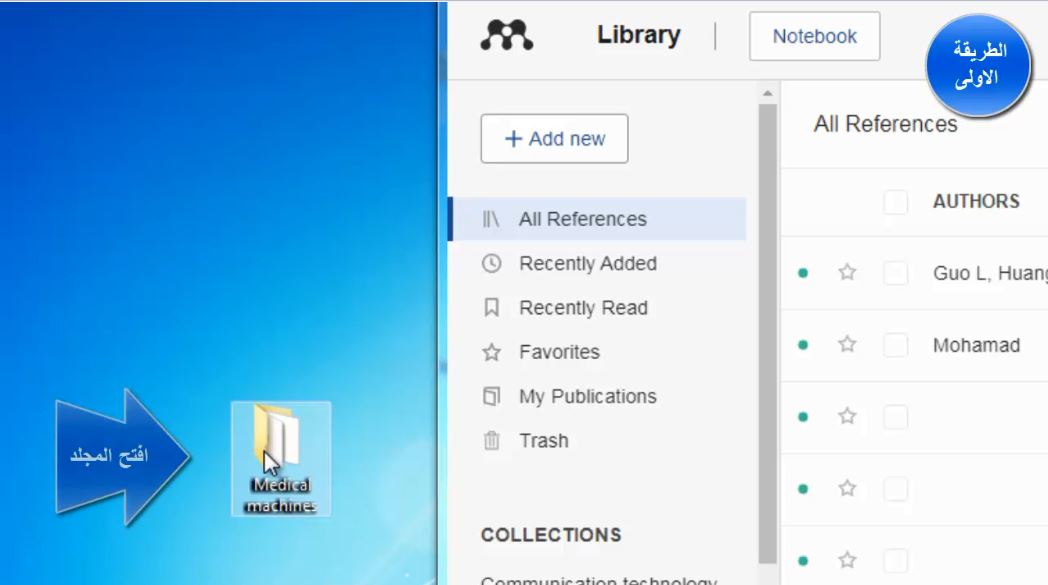 افتح المجلد
Medical
machines
Library
Notebook
الطريقة
الاولى
Add new
All References
Recently Added
Recently Read
Favorites
My Publications
Trash
COLLECTIONS
Communication technology
All References
AUTHORS
Guo L, Huang
Mohamad